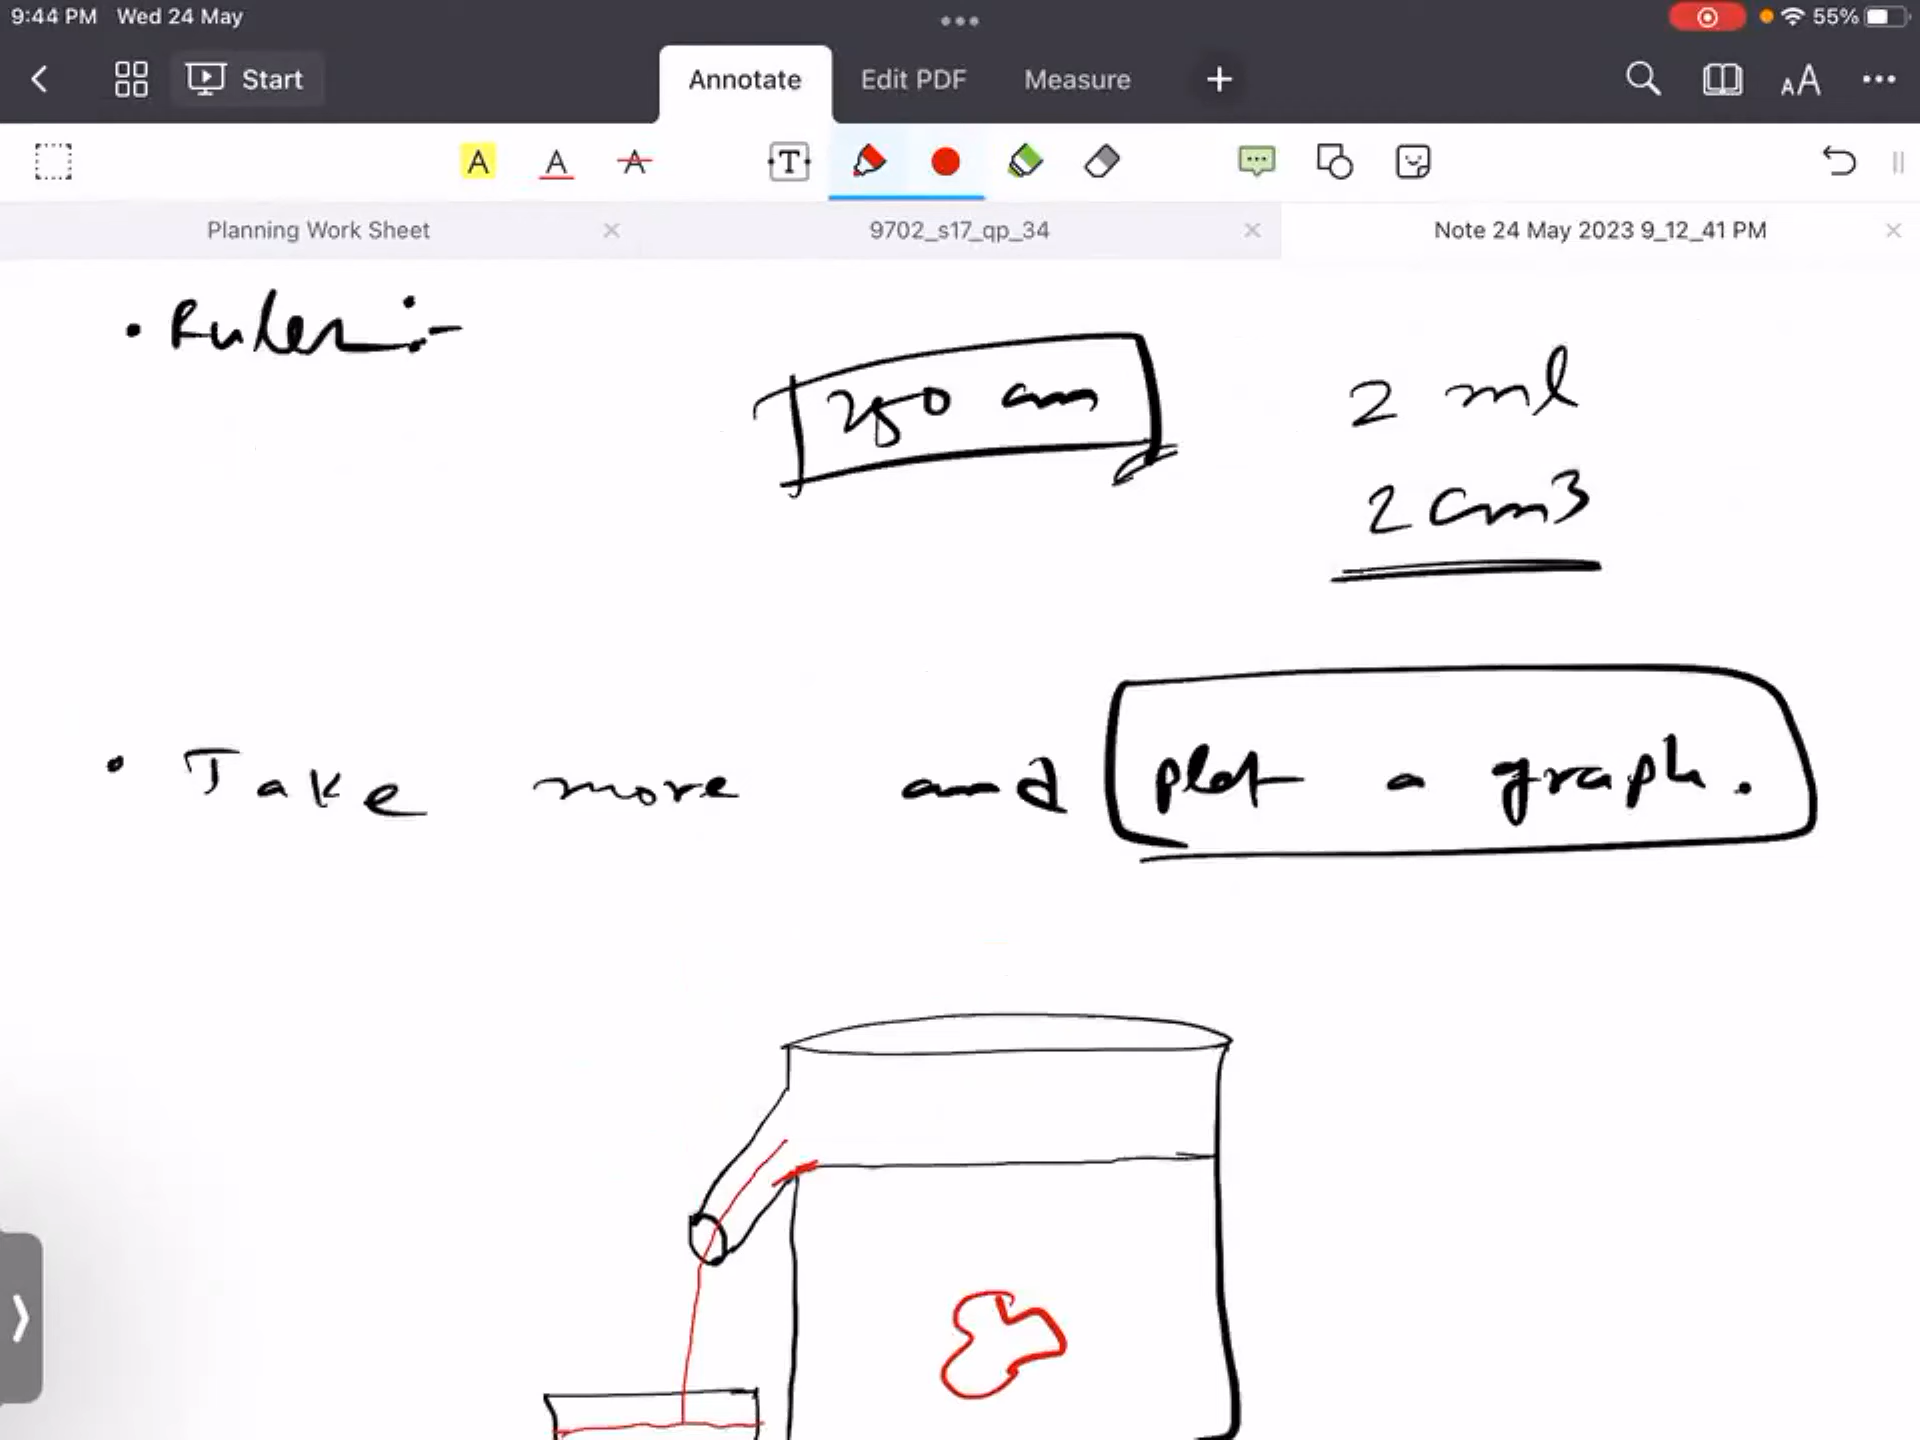 9:44 PM Wed 24 May
55%
Start
Annotate
Edit PDF
Measure
AA
A A A T
Planning Work Sheet
9702_s17_qp_34
Note 24 May 2023 9_12_41 PM
• Ruler:-
250 cm
2 ml
2 cm3
• Take more and plot a graph.